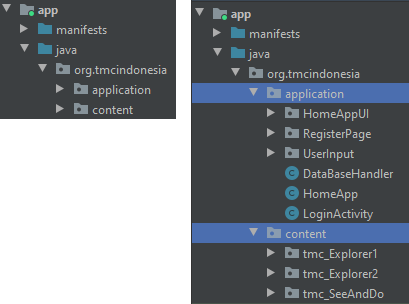 app
manifests
java
org.tmcindonesia
application
content
app
manifests
java
org.tmcindonesia
application
HomeAppUI
RegisterPage
UserInput
DataBaseHandler
HomeApp
LoginActivity
content
tmc_Explorer1
tmc_Explorer2
tmc_SeeAndDo